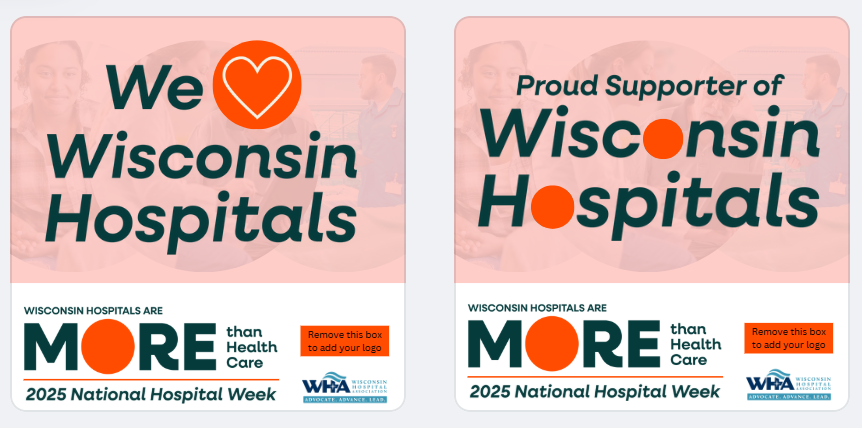 We
Wisconsin
Hospitals
WISCONSIN HOSPITALS ARE
MORE
than
Health
Care
2025 National Hospital Week
Remove this box
to add your logo
WHA
WISCONSIN
HOSPITAL
ASSOCIATION
ADVOCATE. ADVANCE. LEAD.
Proud Supporter of
Wisconsin
Hospitals
WISCONSIN HOSPITALS ARE
MORE
than
Health
Care
2025 National Hospital Week
Remove this box
to add your logo
WHA
WISCONSIN
HOSPITAL
ASSOCIATION
ADVOCATE. ADVANCE. LEAD.